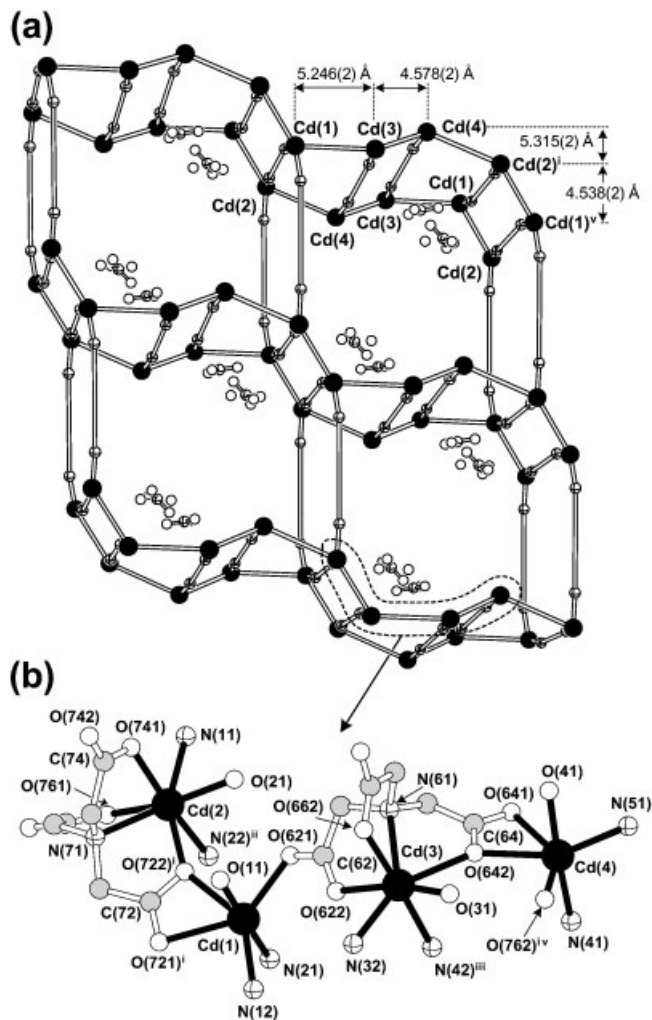 (a)
5.246(2) Å 4.578(2) Å
Cd(1) Cd(3) Cd(4)
5.315(2) Å
Cd(2)ⁱ
Cd(1)
4.538(2) Å
Cd(2) Cd(4) Cd(3) Cd(1)ᵛ
Cd(2)
(b)
O(742) O(741) N(11)
C(74)
O(761) O(21) N(61) O(641) O(41)
Cd(2) O(662) N(51)
N(71) N(22)ⁱⁱ O(621) Cd(3) C(64)
O(722)ⁱ O(11) C(62) O(642) Cd(4)
C(72) O(622) O(31)
Cd(1) O(762)ⁱᵛ
O(721)ⁱ N(21) N(32) N(42)ⁱⁱⁱ N(41)
N(12)